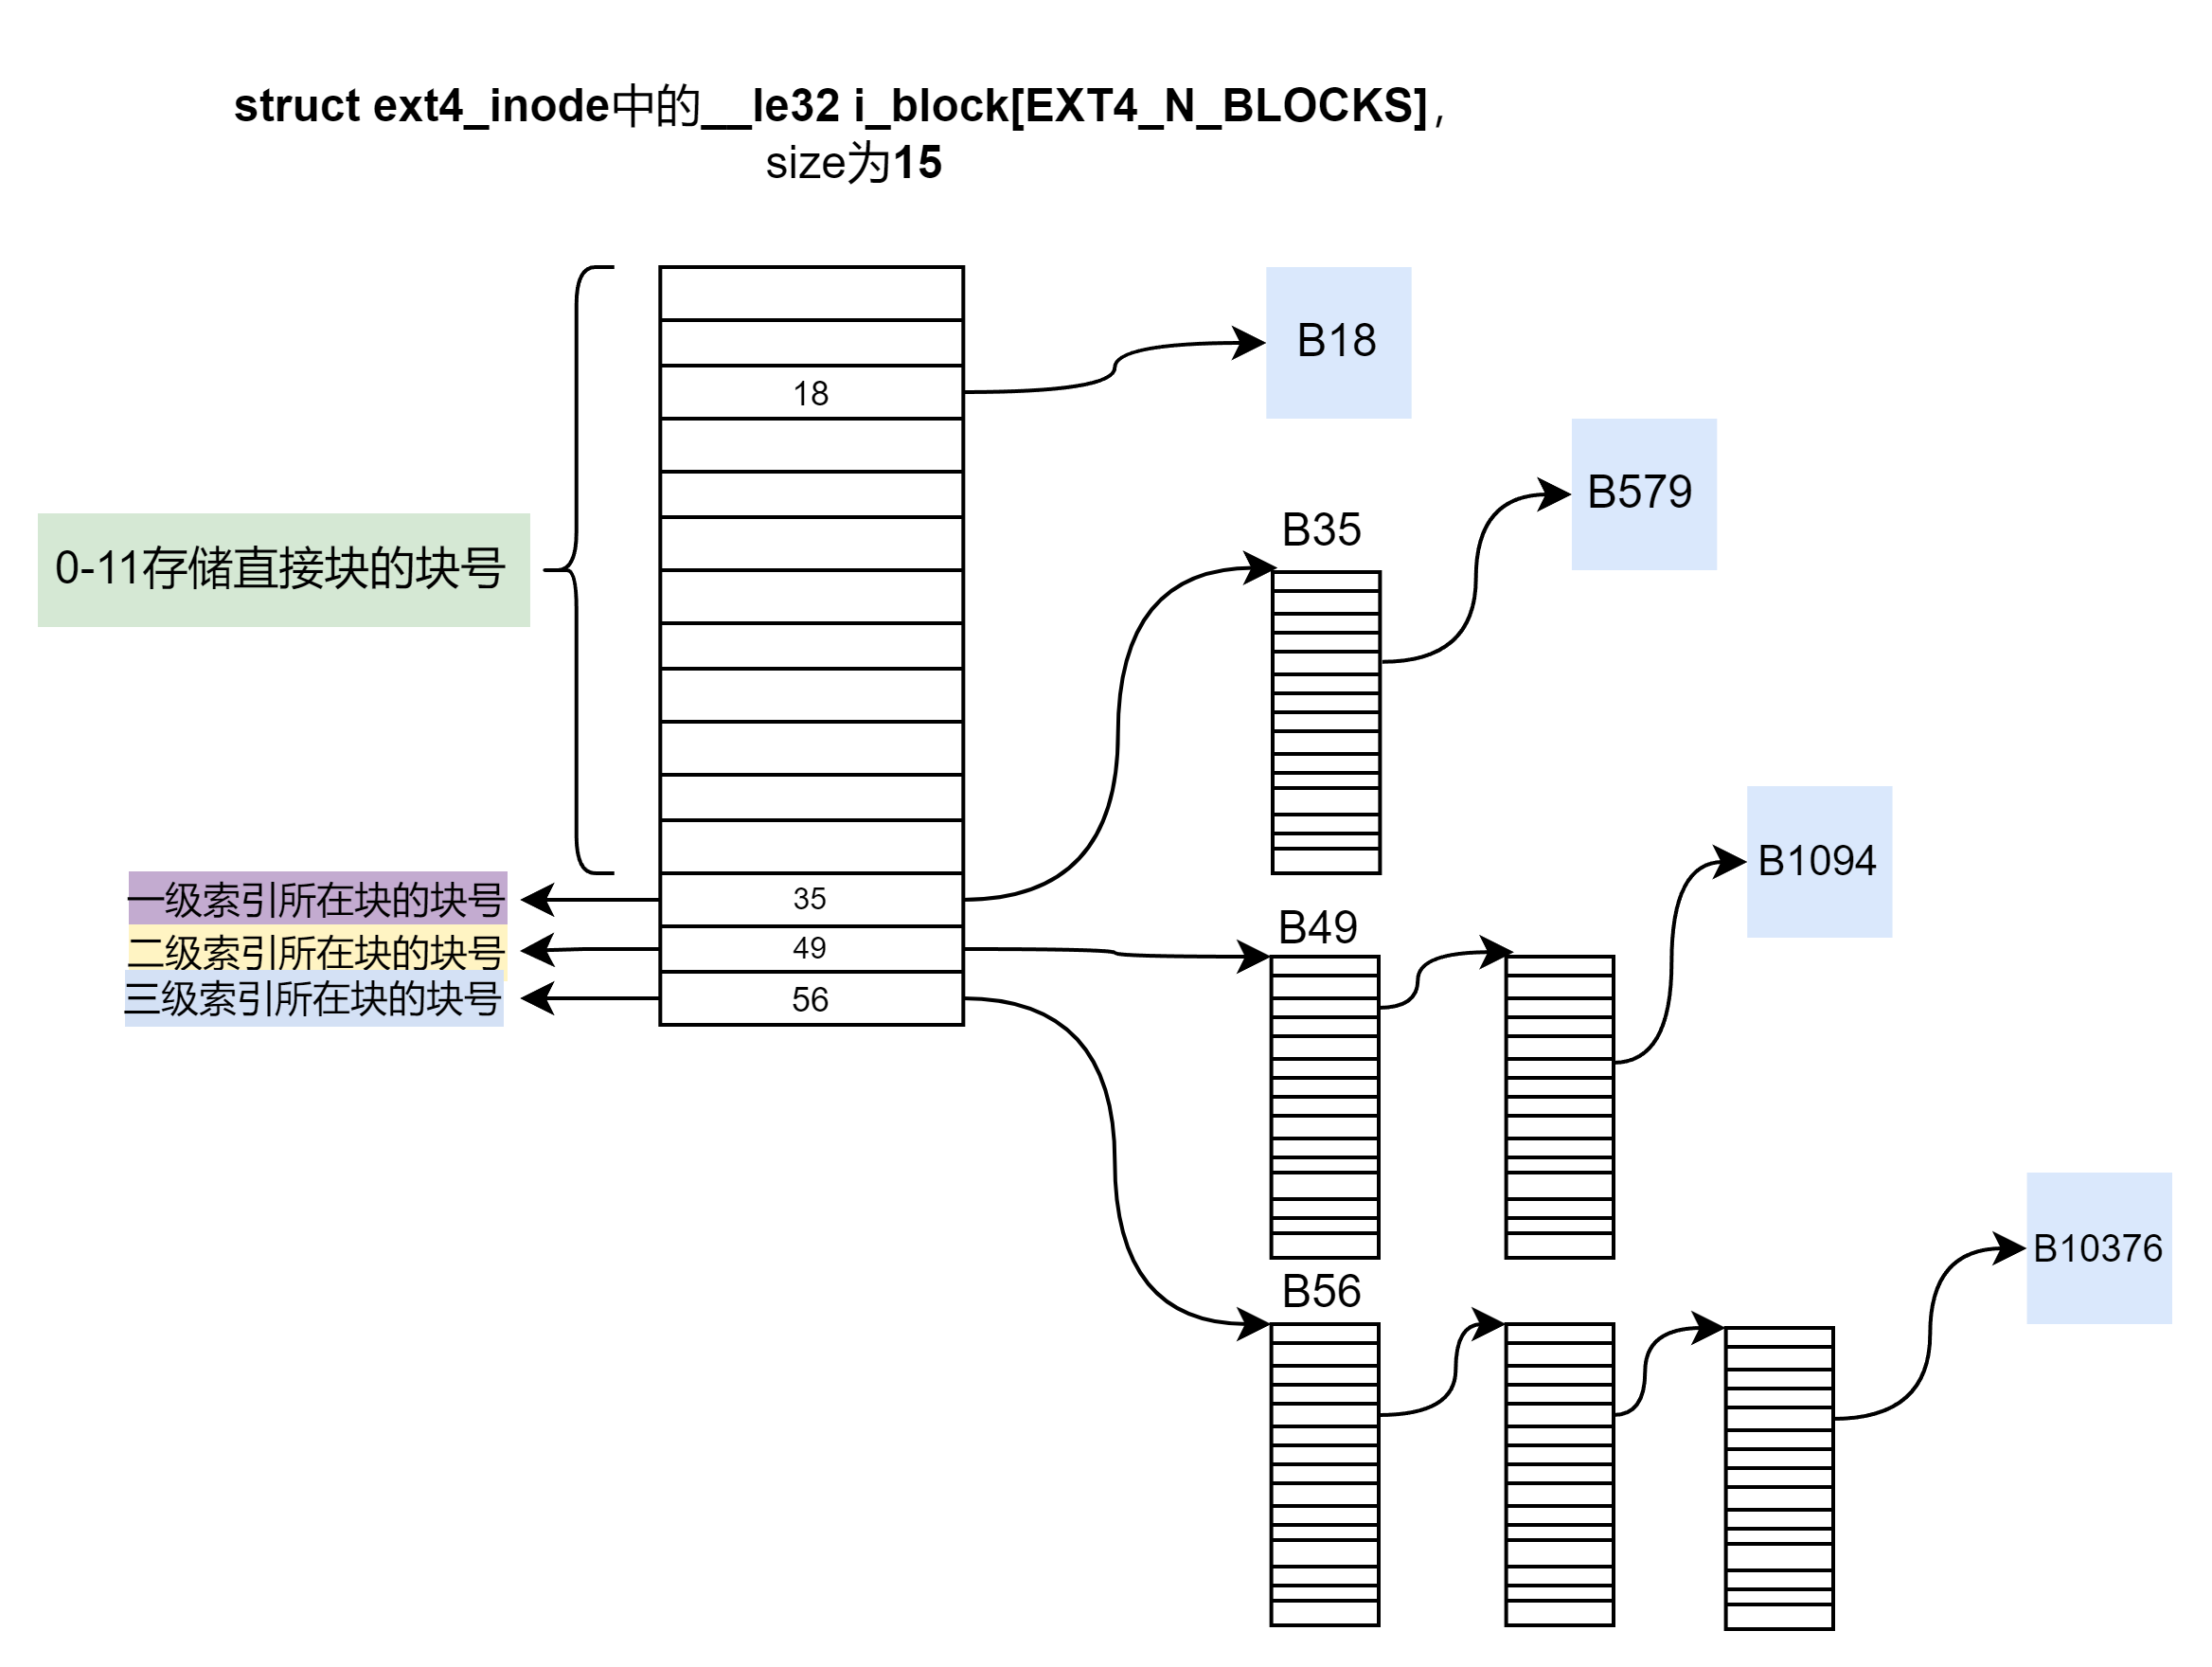 struct ext4_inode中的__le32 i_block[EXT4_N_BLOCKS],
size为15
B18
18
B579
B35
0-11存储直接块的块号
B1094
一级索引所在块的块号
35
B49
二级索引所在块的块号
49
三级索引所在块的块号
56
B10376
B56